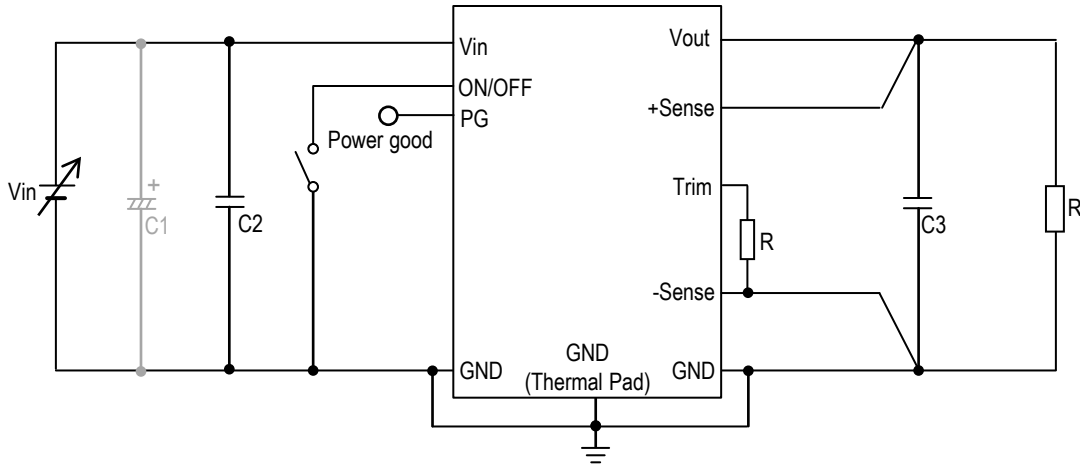 Vin
Vout
ON/OFF
+Sense
PG
Power good
Vin
+
C1
C2
Trim
R
C3
R
-Sense
GND
GND
(Thermal Pad)
GND